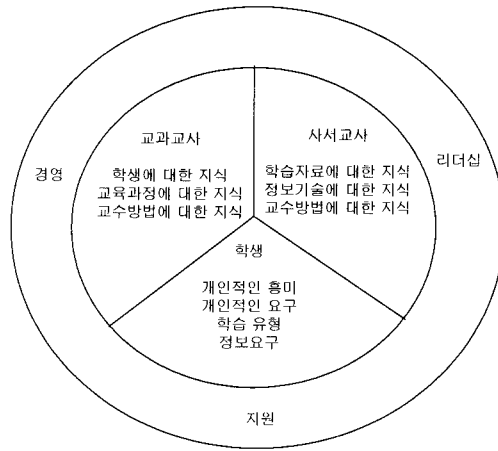 교과교사
학생에 대한 지식
교육과정에 대한 지식
교수방법에 대한 지식
사서교사
학습자료에 대한 지식
정보기술에 대한 지식
교수방법에 대한 지식
경영
리더십
학생
개인적인 흥미
개인적인 요구
학습 유형
정보요구
지원